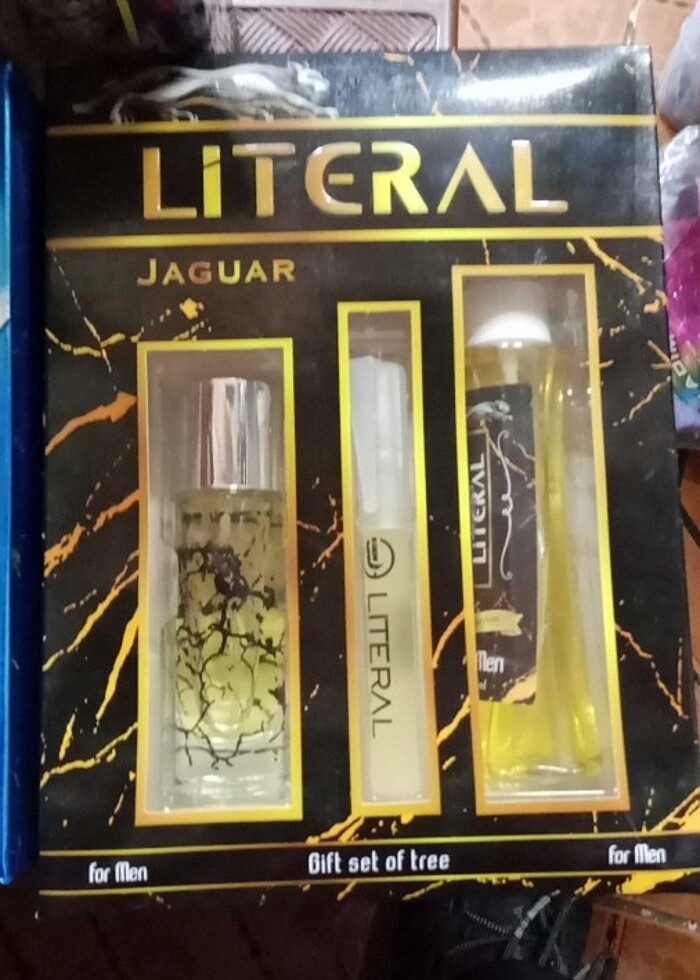 LITERAL
JAGUAR
LITERAL
LITERAL
Men
for Men
Gift set of tree
for Men